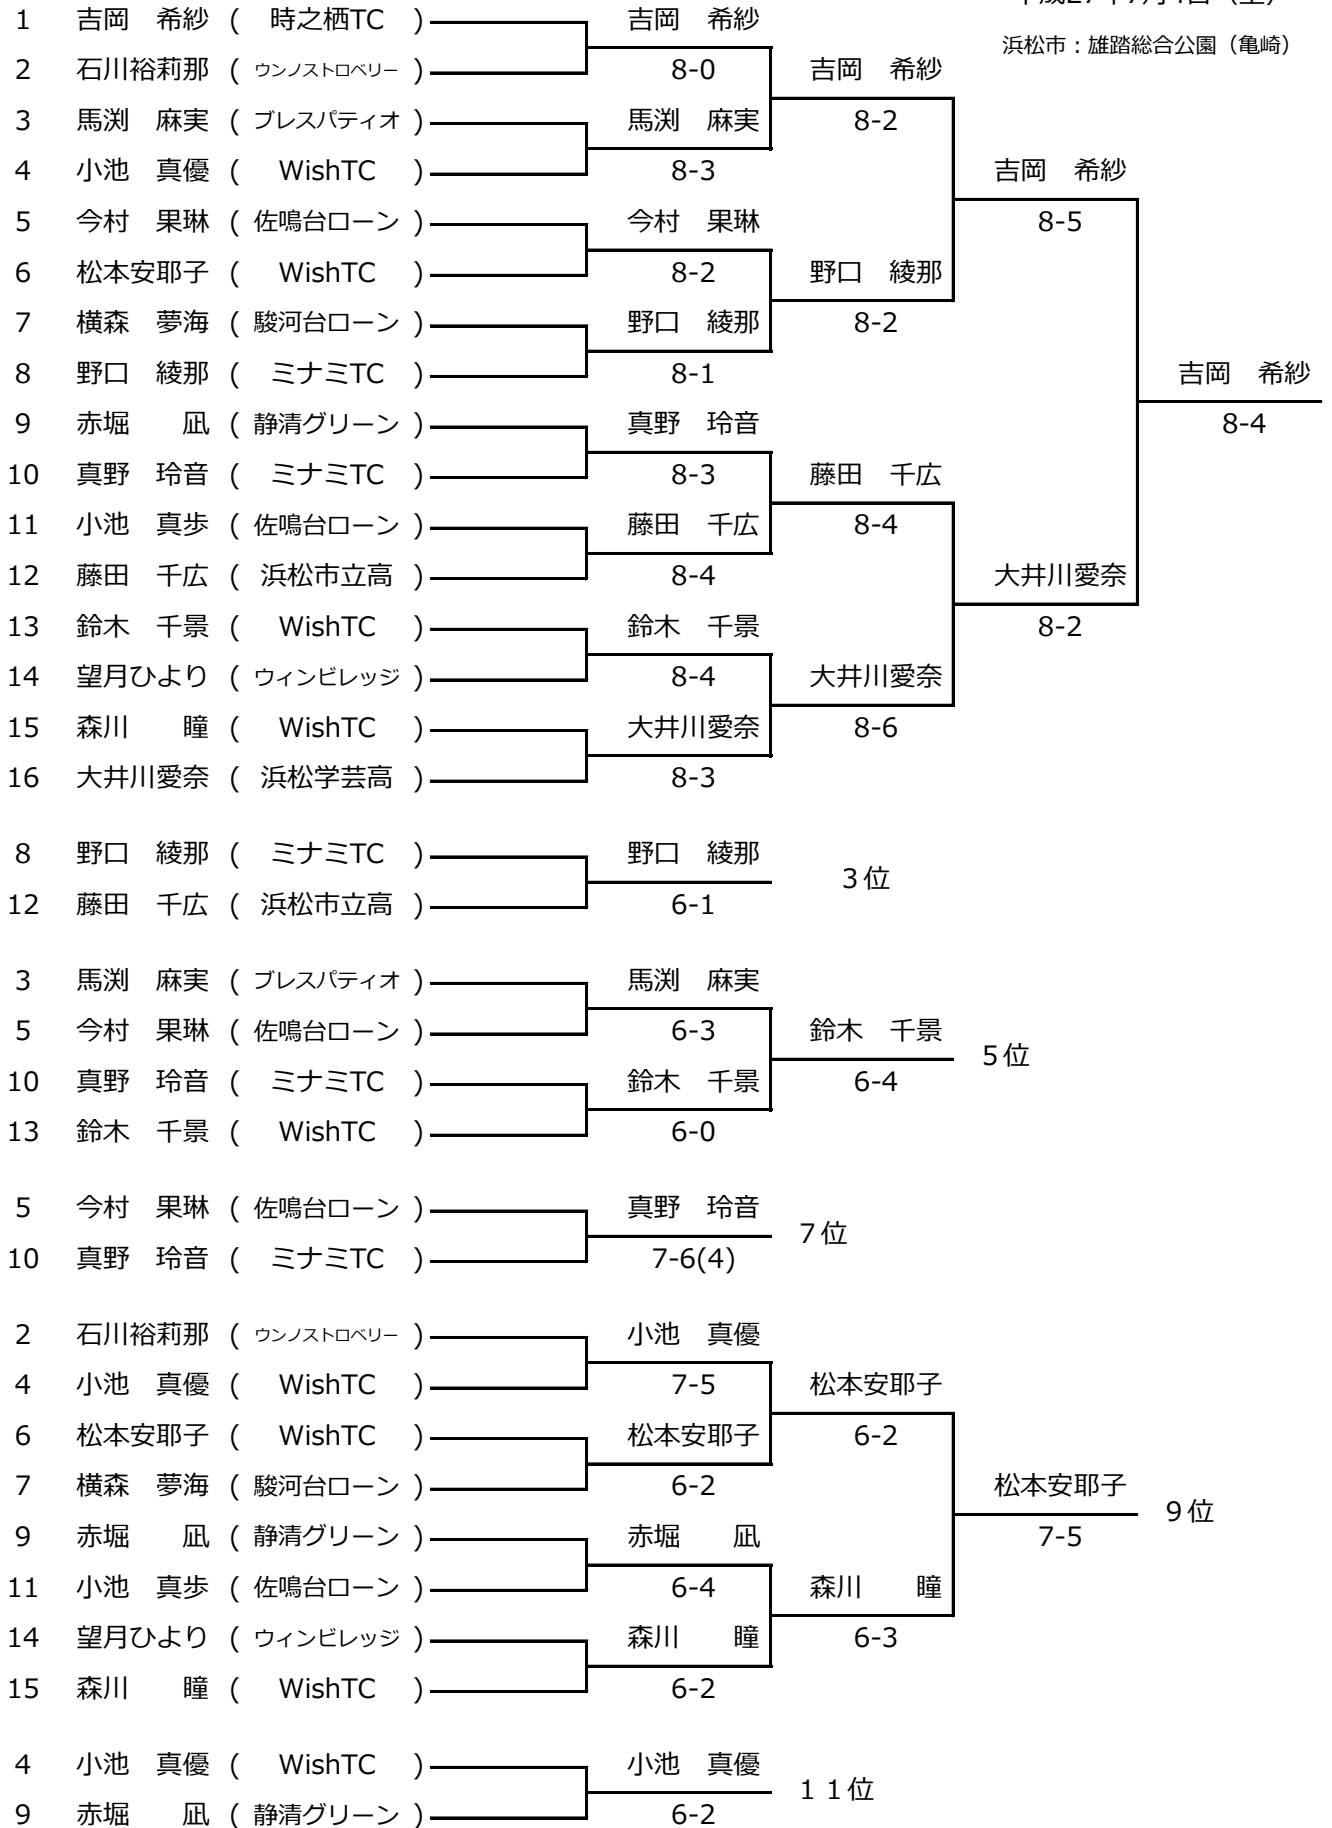 平成27年7月4日（土）
1 吉岡 希紗 ( 時之栖TC ) 吉岡 希紗
浜松市：雄踏総合公園（亀崎）
2 石川裕莉那 ( ウンノストロベリー ) 8-0 吉岡 希紗
3 馬渕 麻実 ( ブレスパティオ ) 馬渕 麻実 8-2
4 小池 真優 ( WishTC ) 8-3 吉岡 希紗
5 今村 果琳 ( 佐鳴台ローン ) 今村 果琳 8-5
6 松本安耶子 ( WishTC ) 8-2 野口 綾那
7 横森 夢海 ( 駿河台ローン ) 野口 綾那 8-2
8 野口 綾那 ( ミナミTC ) 8-1 吉岡 希紗
9 赤堀 凪 ( 静清グリーン ) 真野 玲音 8-4
10 真野 玲音 ( ミナミTC ) 8-3 藤田 千広
11 小池 真歩 ( 佐鳴台ローン ) 藤田 千広 8-4
12 藤田 千広 ( 浜松市立高 ) 8-4 大井川愛奈
13 鈴木 千景 ( WishTC ) 鈴木 千景 8-2
14 望月ひより ( ウィンビレッジ ) 8-4 大井川愛奈
15 森川 瞳 ( WishTC ) 大井川愛奈 8-6
16 大井川愛奈 ( 浜松学芸高 ) 8-3
8 野口 綾那 ( ミナミTC ) 野口 綾那
３位
12 藤田 千広 ( 浜松市立高 ) 6-1
3 馬渕 麻実 ( ブレスパティオ ) 馬渕 麻実
5 今村 果琳 ( 佐鳴台ローン ) 6-3 鈴木 千景
５位
10 真野 玲音 ( ミナミTC ) 鈴木 千景 6-4
13 鈴木 千景 ( WishTC ) 6-0
5 今村 果琳 ( 佐鳴台ローン ) 真野 玲音
７位
10 真野 玲音 ( ミナミTC ) 7-6(4)
2 石川裕莉那 ( ウンノストロベリー ) 小池 真優
4 小池 真優 ( WishTC ) 7-5 松本安耶子
6 松本安耶子 ( WishTC ) 松本安耶子 6-2
7 横森 夢海 ( 駿河台ローン ) 6-2 松本安耶子
９位
9 赤堀 凪 ( 静清グリーン ) 赤堀 凪 7-5
11 小池 真歩 ( 佐鳴台ローン ) 6-4 森川 瞳
14 望月ひより ( ウィンビレッジ ) 森川 瞳 6-3
15 森川 瞳 ( WishTC ) 6-2
4 小池 真優 ( WishTC ) 小池 真優
１１位
9 赤堀 凪 ( 静清グリーン ) 6-2